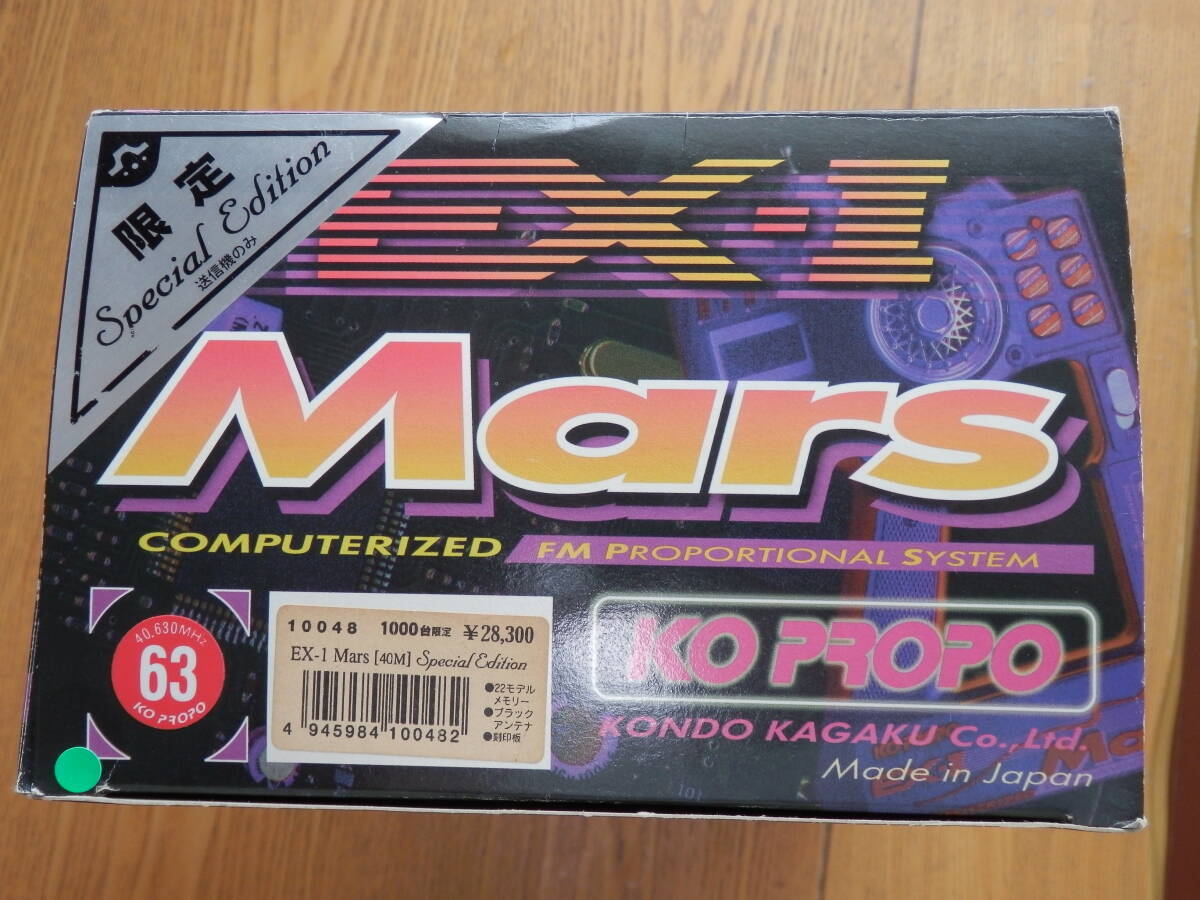 限定
Special Edition
送信機のみ
EX-1
Mars
COMPUTERIZED FM PROPORTIONAL SYSTEM
40.630MHz
63
KO PROPO
10048 1000台限定 ¥28,300
EX-1 Mars [40M] Special Edition
●22モデル
メモリー
●ブラック
アンテナ
●刻印板
4 945984 100482
KO PROPO
KONDO KAGAKU Co.,Ltd.
Made in Japan